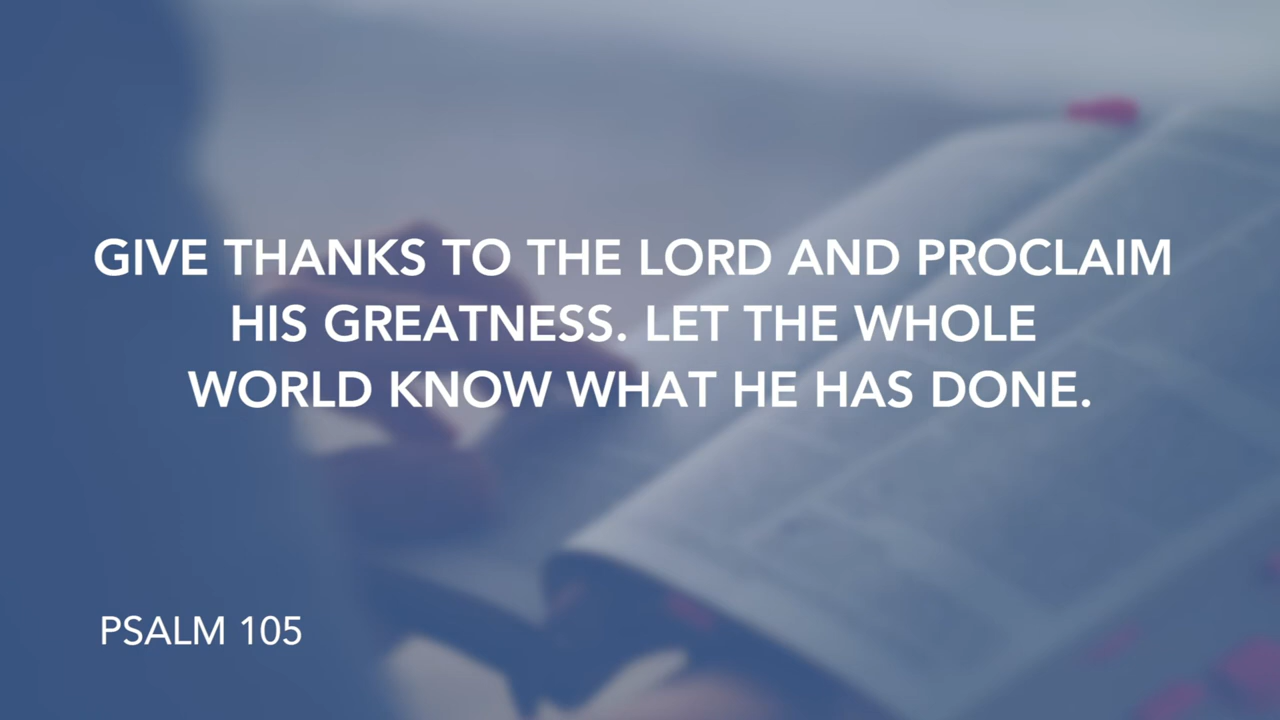 GIVE THANKS TO THE LORD AND PROCLAIM
HIS GREATNESS. LET THE WHOLE
WORLD KNOW WHAT HE HAS DONE.
PSALM 105